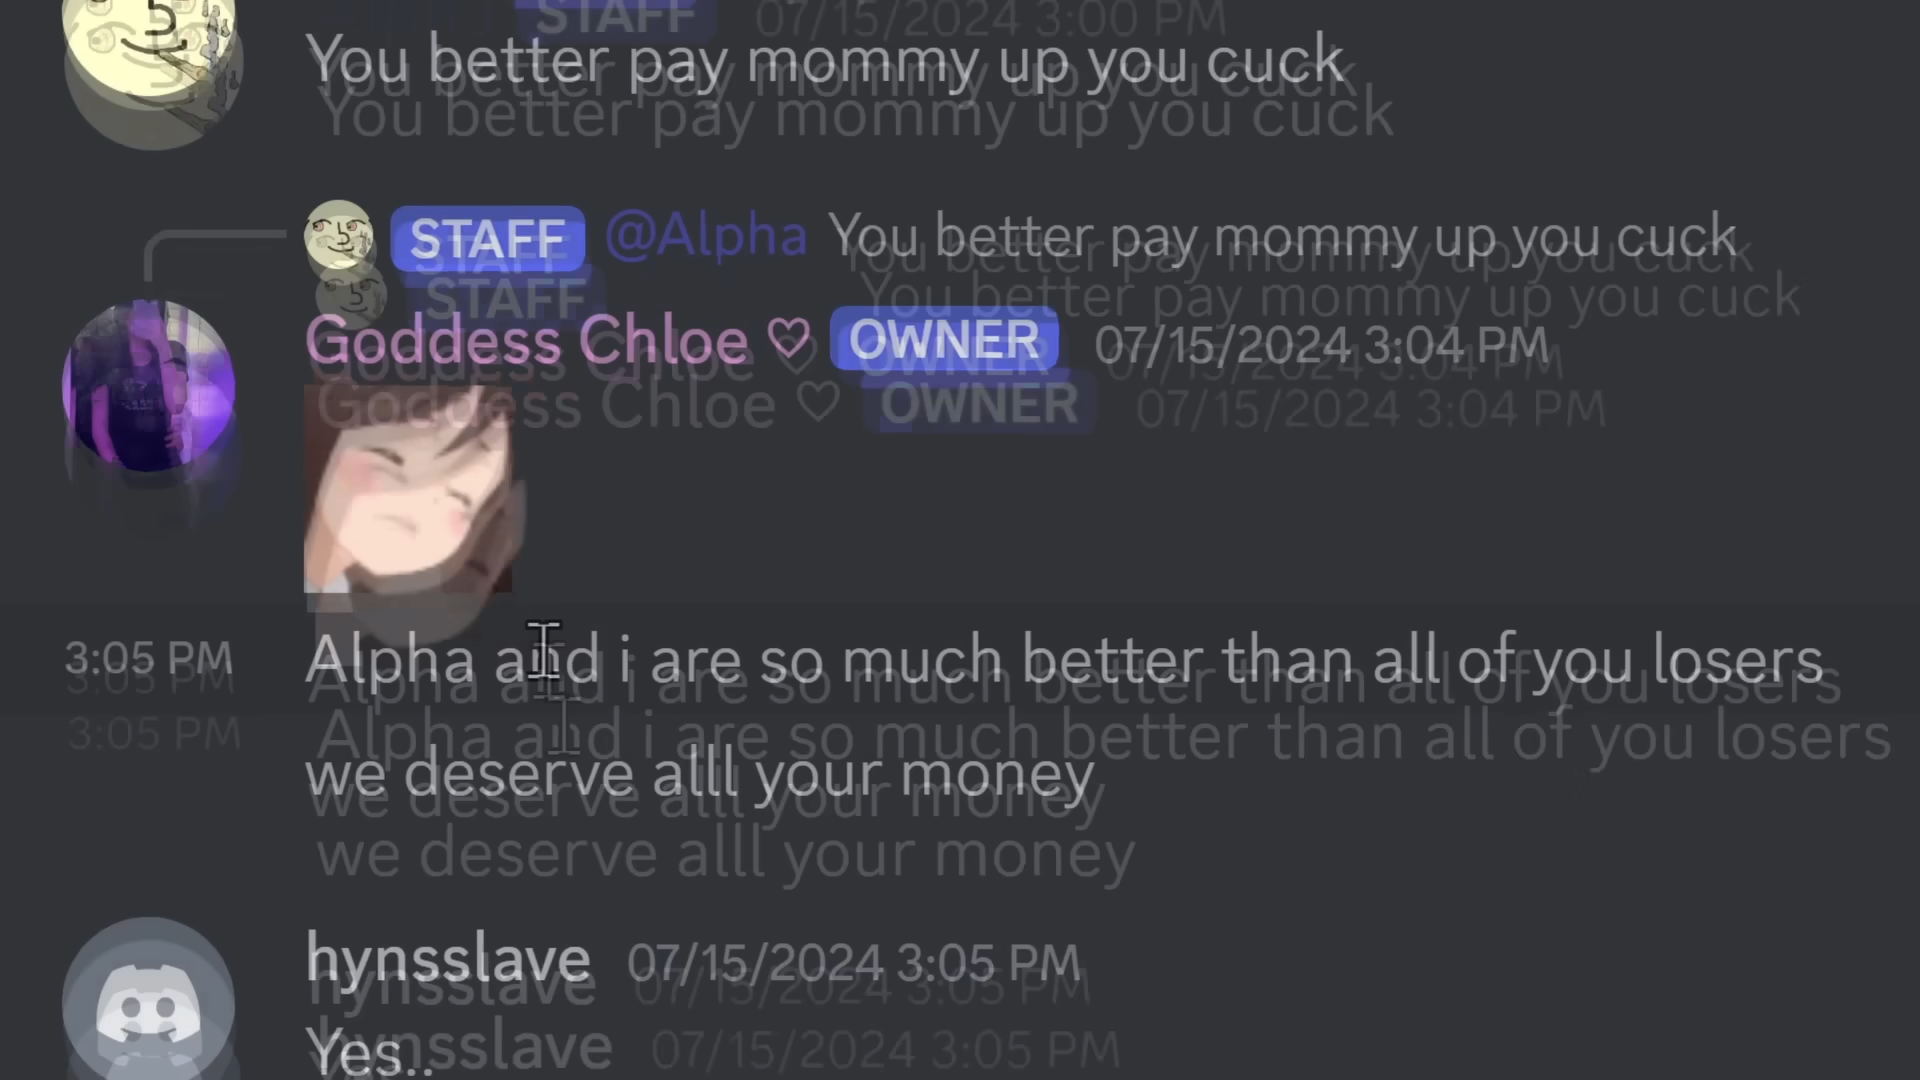 STAFF 07/15/2024 3:00 PM
You better pay mommy up you cuck
STAFF @Alpha You better pay mommy up you cuck
Goddess Chloe ♡ OWNER 07/15/2024 3:04 PM
3:05 PM Alpha and i are so much better than all of you losers
we deserve alll your money
hynsslave 07/15/2024 3:05 PM
Yes..